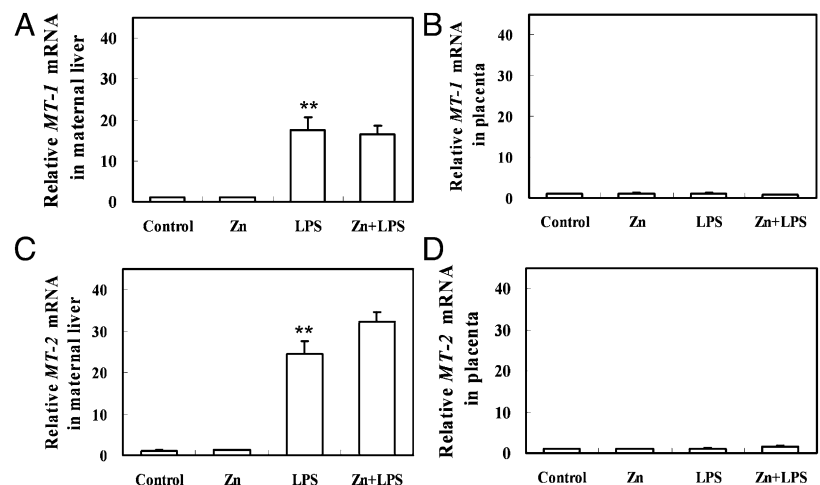 A
Relative MT-1 mRNA
in maternal liver
40
30
20
10
0
**
Control Zn LPS Zn+LPS
B
Relative MT-1 mRNA
in placenta
40
30
20
10
0
Control Zn LPS Zn+LPS
C
Relative MT-2 mRNA
in maternal liver
40
30
20
10
0
**
Control Zn LPS Zn+LPS
D
Relative MT-2 mRNA
in placenta
40
30
20
10
0
Control Zn LPS Zn+LPS